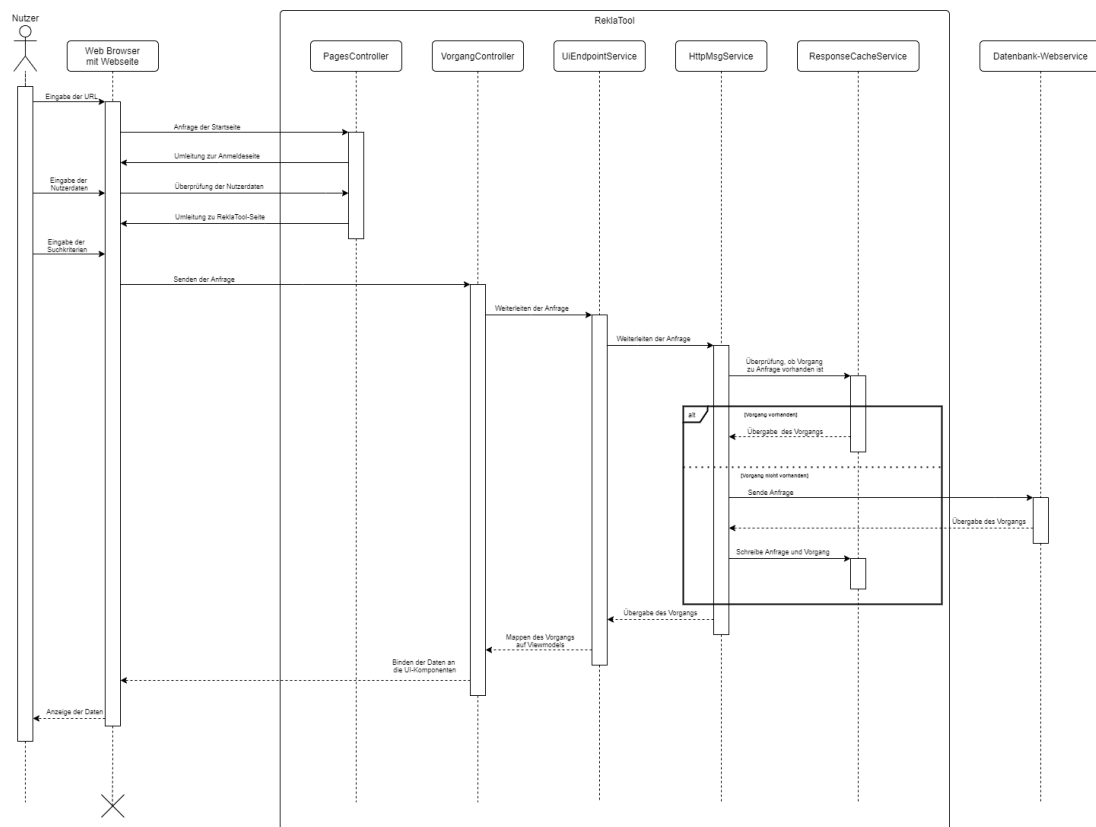 ReklaTool
Nutzer
Web Browser
mit Webseite
PagesController
VorgangController
UiEndpointService
HttpMsgService
ResponseCacheService
Datenbank-Webservice
Eingabe der URL
Anfrage der Startseite
Umleitung zur Anmeldeseite
Eingabe der
Nutzerdaten
Überprüfung der Nutzerdaten
Umleitung zu ReklaTool-Seite
Eingabe der
Suchkriterien
Senden der Anfrage
Weiterleiten der Anfrage
Weiterleiten der Anfrage
Überprüfung, ob Vorgang
zu Anfrage vorhanden ist
alt
[Vorgang vorhanden]
Übergabe des Vorgangs
[Vorgang nicht vorhanden]
Sende Anfrage
Übergabe des Vorgangs
Schreibe Anfrage und Vorgang
Übergabe des Vorgangs
Mappen des Vorgangs
auf Viewmodels
Binden der Daten an
die UI-Komponenten
Anzeige der Daten